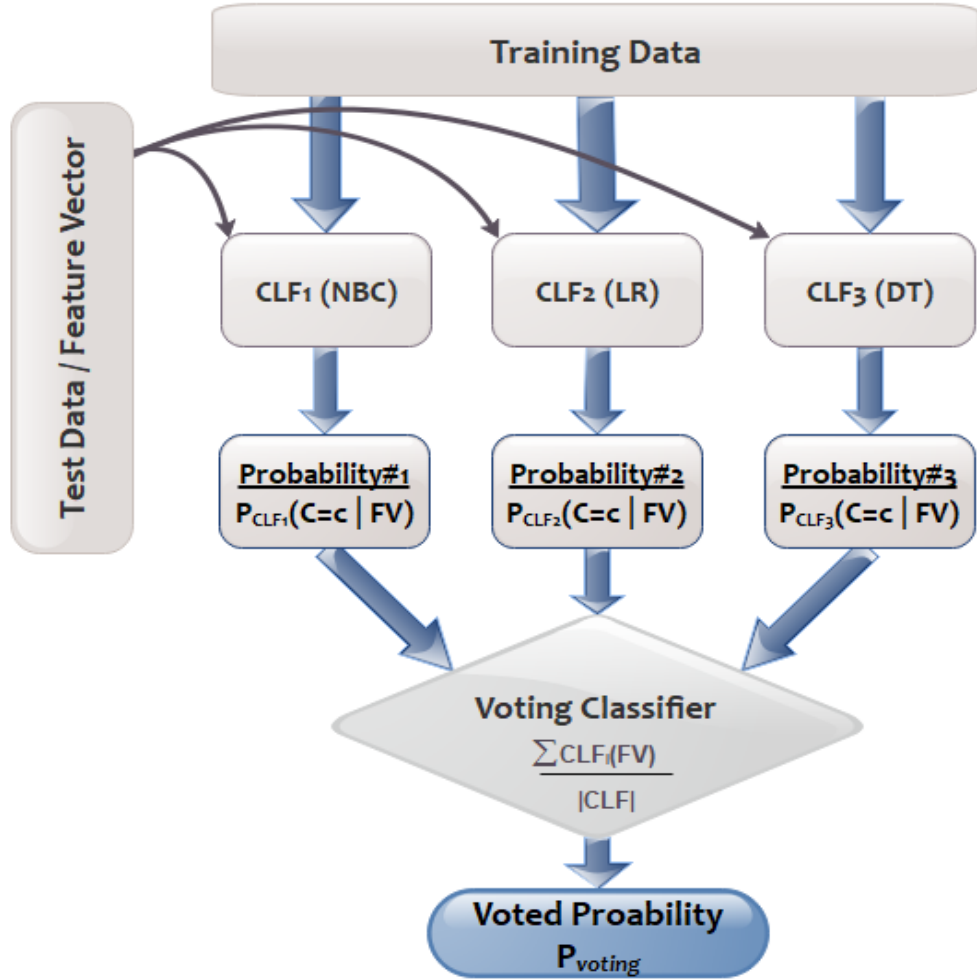 Training Data
Test Data / Feature Vector
CLF1 (NBC)
CLF2 (LR)
CLF3 (DT)
Probability#1
PCLF1(C=c | FV)
Probability#2
PCLF2(C=c | FV)
Probability#3
PCLF3(C=c | FV)
Voting Classifier
∑CLFi(FV)
|CLF|
Voted Proability
Pvoting